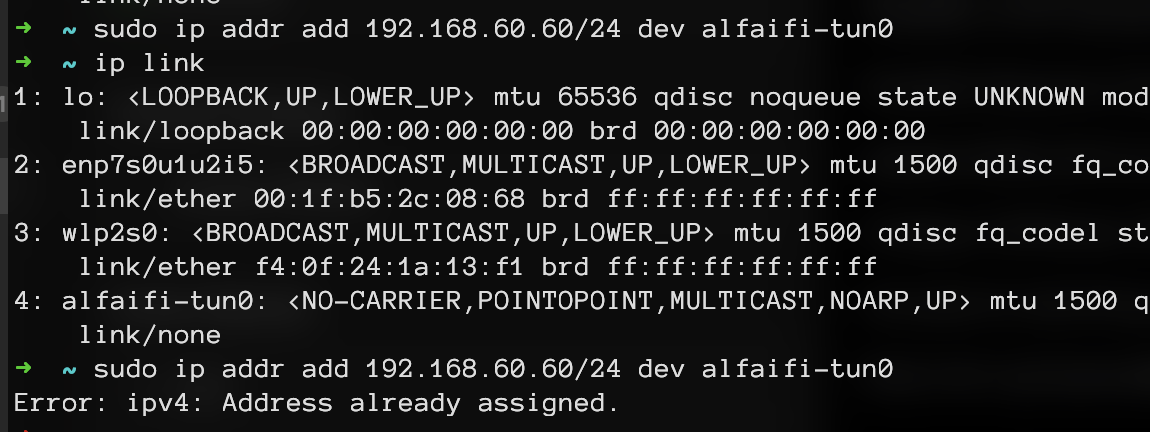 ➜ ~ sudo ip addr add 192.168.60.60/24 dev alfaifi-tun0
➜ ~ ip link
1: lo: <LOOPBACK,UP,LOWER_UP> mtu 65536 qdisc noqueue state UNKNOWN mod
link/loopback 00:00:00:00:00:00 brd 00:00:00:00:00:00
2: enp7s0u1u2i5: <BROADCAST,MULTICAST,UP,LOWER_UP> mtu 1500 qdisc fq_co
link/ether 00:1f:b5:2c:08:68 brd ff:ff:ff:ff:ff:ff
3: wlp2s0: <BROADCAST,MULTICAST,UP,LOWER_UP> mtu 1500 qdisc fq_codel st
link/ether f4:0f:24:1a:13:f1 brd ff:ff:ff:ff:ff:ff
4: alfaifi-tun0: <NO-CARRIER,POINTOPOINT,MULTICAST,NOARP,UP> mtu 1500 q
link/none
➜ ~ sudo ip addr add 192.168.60.60/24 dev alfaifi-tun0
Error: ipv4: Address already assigned.